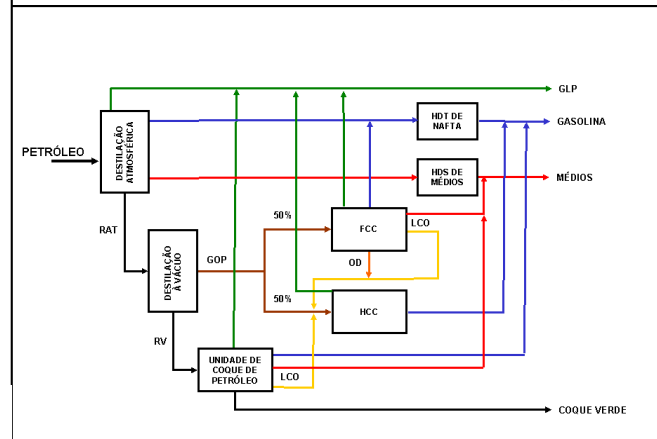 GLP
HDT DE
NAFTA
GASOLINA
DESTILAÇÃO
ATMOSFÉRICA
PETRÓLEO
HDS DE
MÉDIOS
MÉDIOS
50%
LCO
RAT
FCC
DESTILAÇÃO
À VÁCUO
GOP
OD
50%
HCC
RV
UNIDADE DE
COQUE DE
PETRÓLEO
LCO
COQUE VERDE